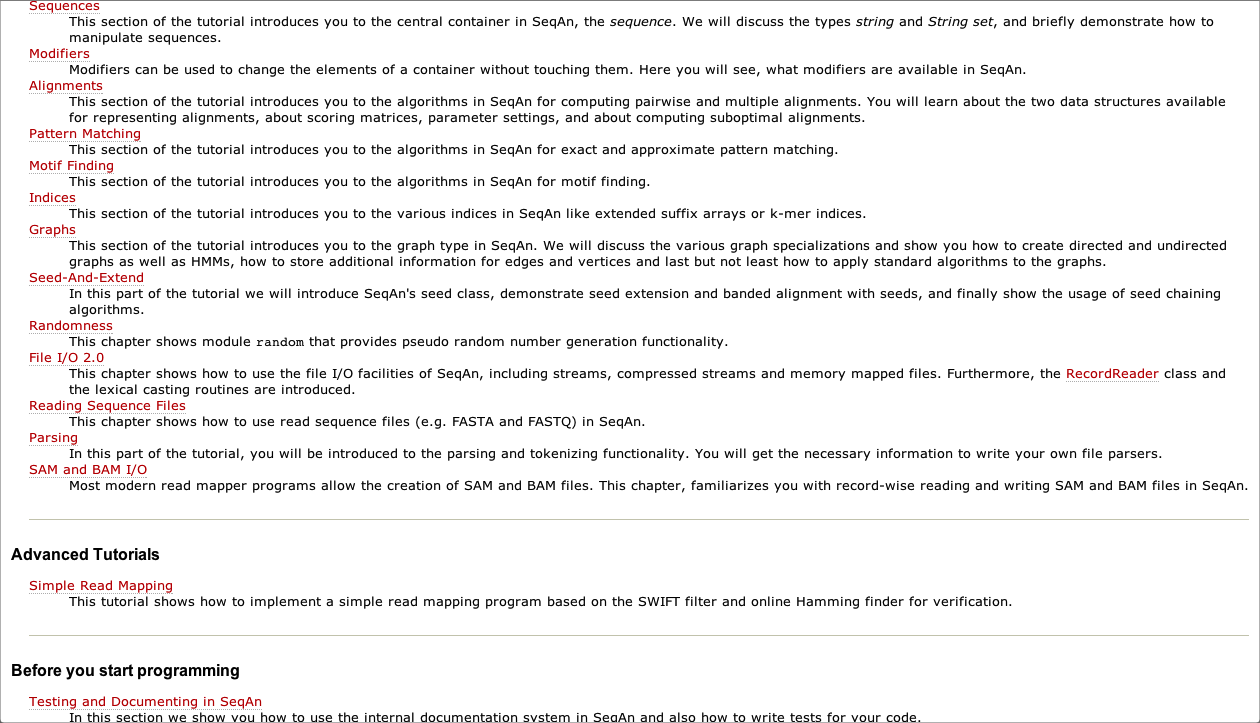 Sequences
This section of the tutorial introduces you to the central container in SeqAn, the sequence. We will discuss the types string and String set, and briefly demonstrate how to
manipulate sequences.
Modifiers
Modifiers can be used to change the elements of a container without touching them. Here you will see, what modifiers are available in SeqAn.
Alignments
This section of the tutorial introduces you to the algorithms in SeqAn for computing pairwise and multiple alignments. You will learn about the two data structures available
for representing alignments, about scoring matrices, parameter settings, and about computing suboptimal alignments.
Pattern Matching
This section of the tutorial introduces you to the algorithms in SeqAn for exact and approximate pattern matching.
Motif Finding
This section of the tutorial introduces you to the algorithms in SeqAn for motif finding.
Indices
This section of the tutorial introduces you to the various indices in SeqAn like extended suffix arrays or k-mer indices.
Graphs
This section of the tutorial introduces you to the graph type in SeqAn. We will discuss the various graph specializations and show you how to create directed and undirected
graphs as well as HMMs, how to store additional information for edges and vertices and last but not least how to apply standard algorithms to the graphs.
Seed-And-Extend
In this part of the tutorial we will introduce SeqAn's seed class, demonstrate seed extension and banded alignment with seeds, and finally show the usage of seed chaining
algorithms.
Randomness
This chapter shows module random that provides pseudo random number generation functionality.
File I/O 2.0
This chapter shows how to use the file I/O facilities of SeqAn, including streams, compressed streams and memory mapped files. Furthermore, the RecordReader class and
the lexical casting routines are introduced.
Reading Sequence Files
This chapter shows how to use read sequence files (e.g. FASTA and FASTQ) in SeqAn.
Parsing
In this part of the tutorial, you will be introduced to the parsing and tokenizing functionality. You will get the necessary information to write your own file parsers.
SAM and BAM I/O
Most modern read mapper programs allow the creation of SAM and BAM files. This chapter, familiarizes you with record-wise reading and writing SAM and BAM files in SeqAn.
Advanced Tutorials
Simple Read Mapping
This tutorial shows how to implement a simple read mapping program based on the SWIFT filter and online Hamming finder for verification.
Before you start programming
Testing and Documenting in SeqAn
In this section we show you how to use the internal documentation system in SeqAn and also how to write tests for your code.